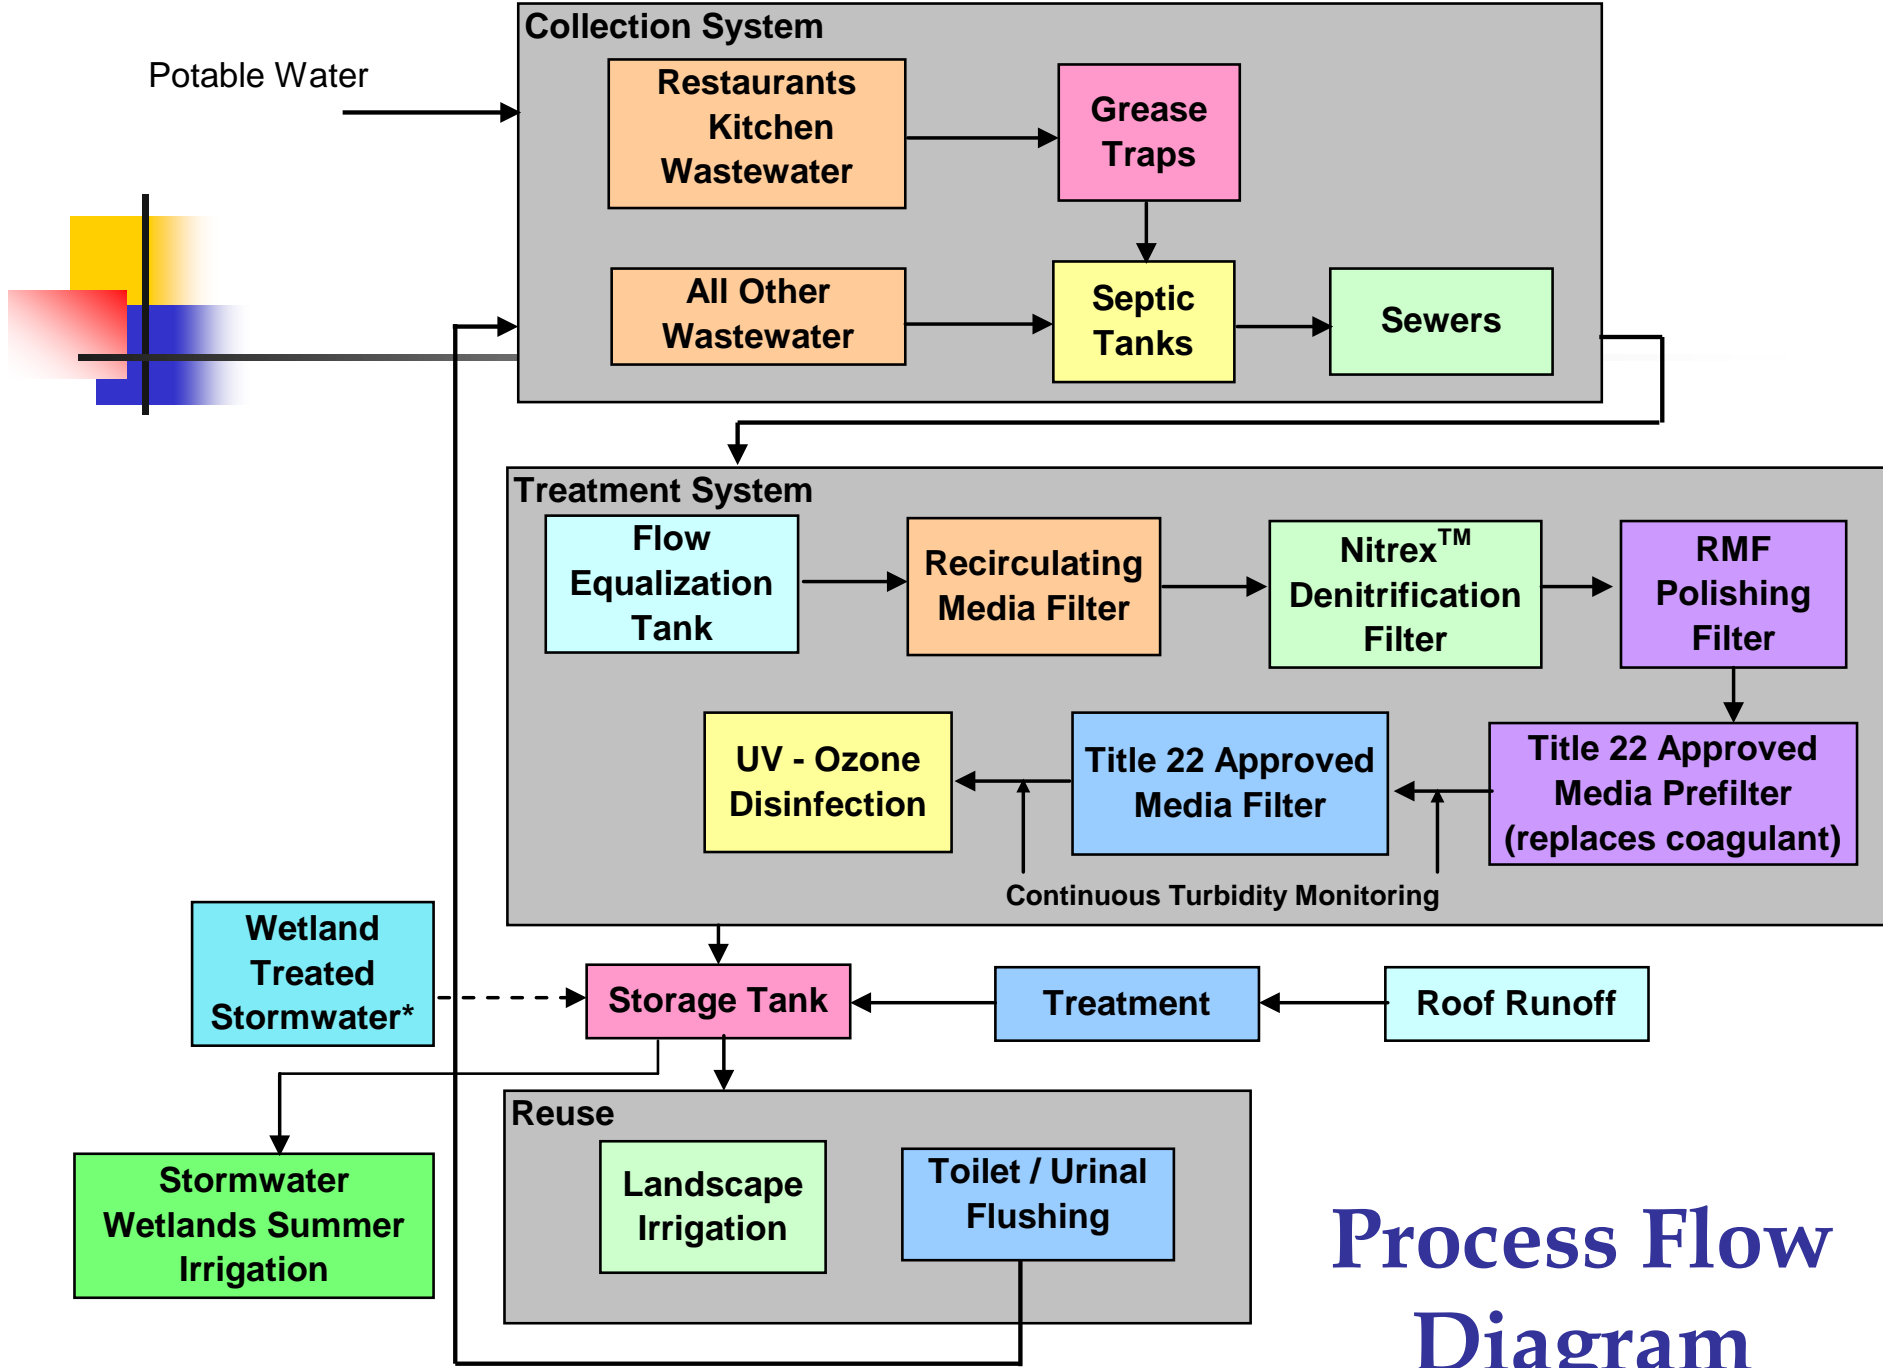 Collection System
Potable Water
Restaurants
Kitchen
Wastewater
Grease
Traps
All Other
Wastewater
Septic
Tanks
Sewers
Treatment System
Flow
Equalization
Tank
Recirculating
Media Filter
Nitrex™
Denitrification
Filter
RMF
Polishing
Filter
UV - Ozone
Disinfection
Title 22 Approved
Media Filter
Title 22 Approved
Media Prefilter
(replaces coagulant)
Continuous Turbidity Monitoring
Wetland
Treated
Stormwater*
Storage Tank
Treatment
Roof Runoff
Reuse
Stormwater
Wetlands Summer
Irrigation
Landscape
Irrigation
Toilet / Urinal
Flushing
Process Flow
Diagram